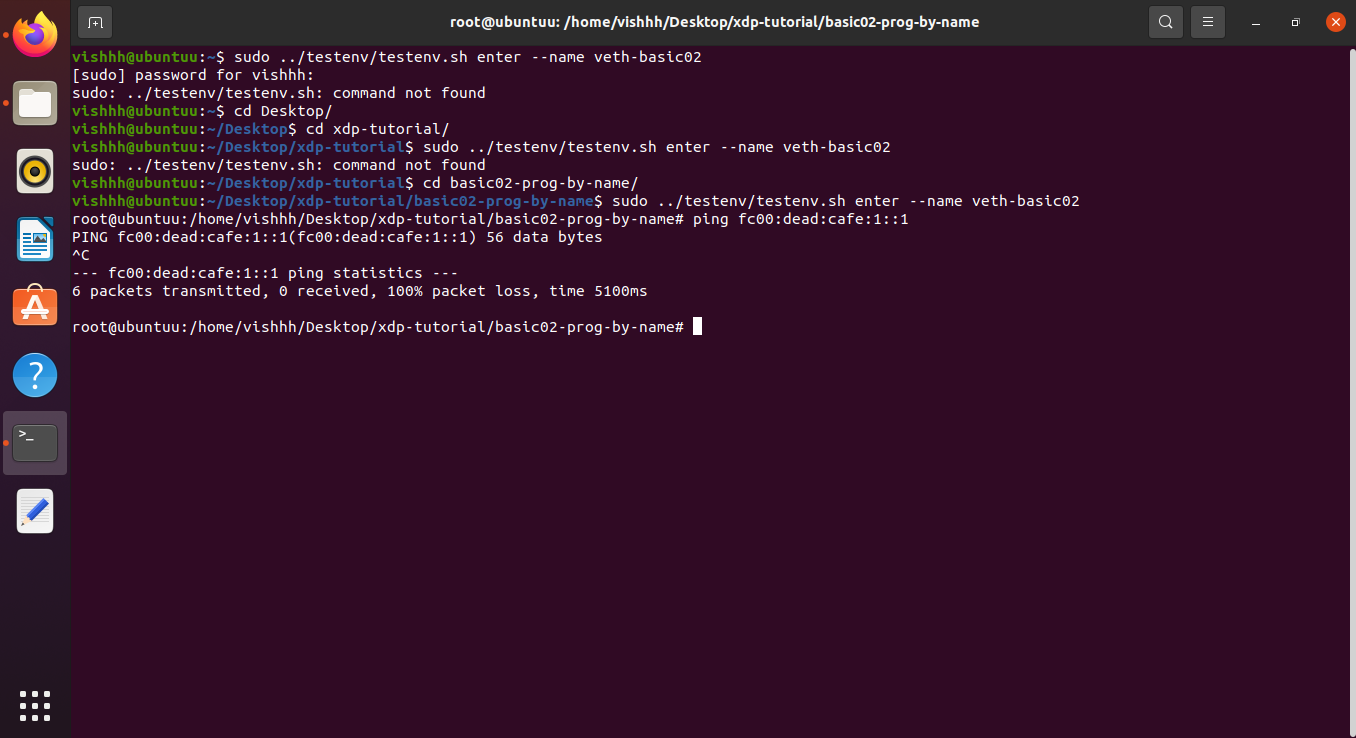 root@ubuntuu: /home/vishhh/Desktop/xdp-tutorial/basic02-prog-by-name
vishhh@ubuntuu:~$ sudo ../testenv/testenv.sh enter --name veth-basic02
[sudo] password for vishhh:
sudo: ../testenv/testenv.sh: command not found
vishhh@ubuntuu:~$ cd Desktop/
vishhh@ubuntuu:~/Desktop$ cd xdp-tutorial/
vishhh@ubuntuu:~/Desktop/xdp-tutorial$ sudo ../testenv/testenv.sh enter --name veth-basic02
sudo: ../testenv/testenv.sh: command not found
vishhh@ubuntuu:~/Desktop/xdp-tutorial$ cd basic02-prog-by-name/
vishhh@ubuntuu:~/Desktop/xdp-tutorial/basic02-prog-by-name$ sudo ../testenv/testenv.sh enter --name veth-basic02
root@ubuntuu:/home/vishhh/Desktop/xdp-tutorial/basic02-prog-by-name# ping fc00:dead:cafe:1::1
PING fc00:dead:cafe:1::1(fc00:dead:cafe:1::1) 56 data bytes
^C
--- fc00:dead:cafe:1::1 ping statistics ---
6 packets transmitted, 0 received, 100% packet loss, time 5100ms
root@ubuntuu:/home/vishhh/Desktop/xdp-tutorial/basic02-prog-by-name#